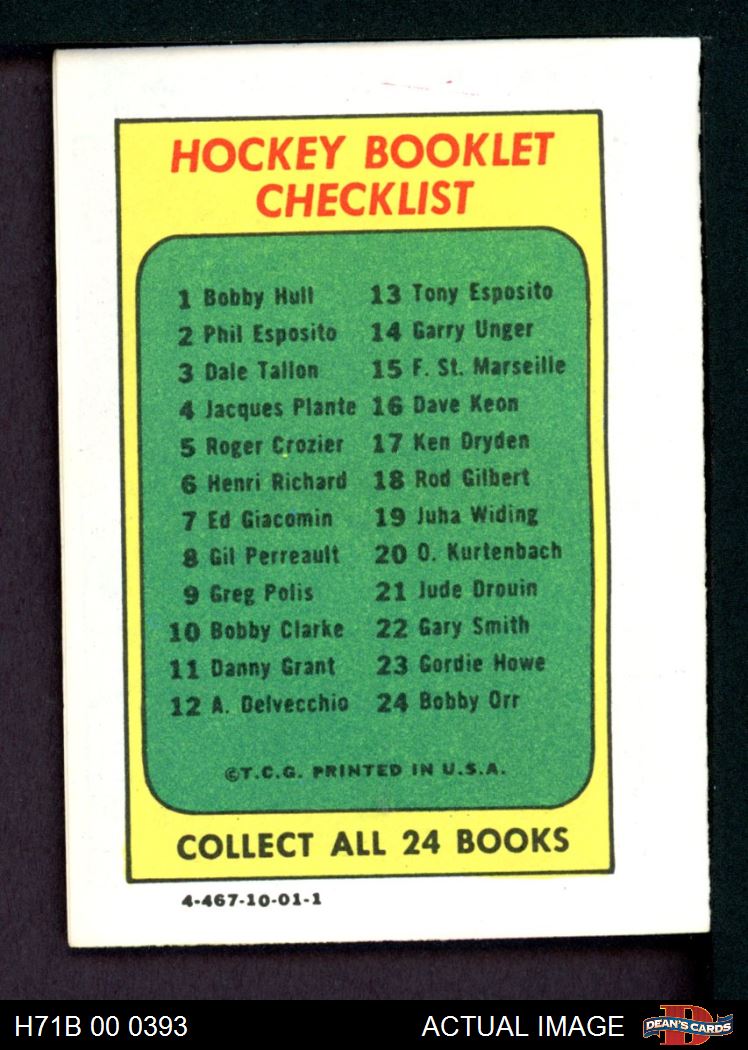 HOCKEY BOOKLET
CHECKLIST
1 Bobby Hull
2 Phil Esposito
3 Dale Tallon
4 Jacques Plante
5 Roger Crozier
6 Henri Richard
7 Ed Giacomin
8 Gil Perreault
9 Greg Polis
10 Bobby Clarke
11 Danny Grant
12 A. Delvecchio
13 Tony Esposito
14 Garry Unger
15 F. St. Marseille
16 Dave Keon
17 Ken Dryden
18 Rod Gilbert
19 Juha Widing
20 O. Kurtenbach
21 Jude Drouin
22 Gary Smith
23 Gordie Howe
24 Bobby Orr
©T.C.G. PRINTED IN U.S.A.
COLLECT ALL 24 BOOKS
4-467-10-01-1
H71B 00 0393
ACTUAL IMAGE
D
DEAN'S CARDS